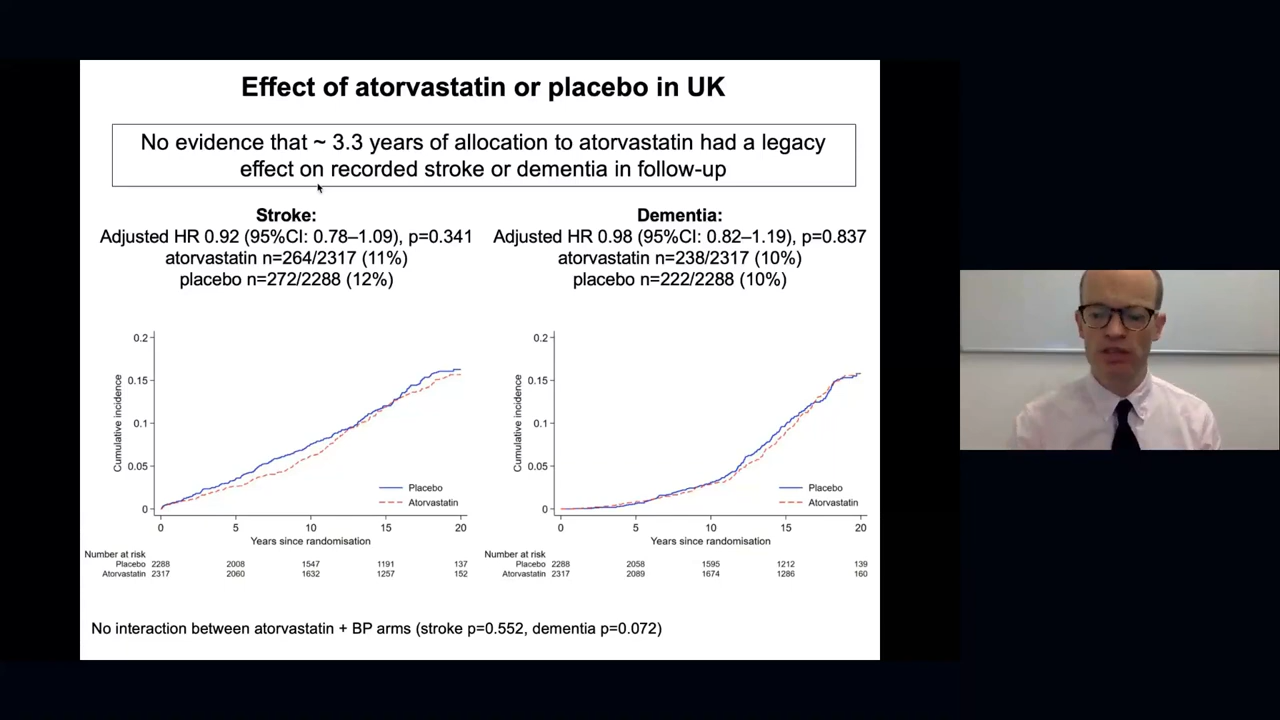 Effect of atorvastatin or placebo in UK
No evidence that ~ 3.3 years of allocation to atorvastatin had a legacy
effect on recorded stroke or dementia in follow-up
Stroke:
Adjusted HR 0.92 (95%CI: 0.78–1.09), p=0.341
atorvastatin n=264/2317 (11%)
placebo n=272/2288 (12%)
Dementia:
Adjusted HR 0.98 (95%CI: 0.82–1.19), p=0.837
atorvastatin n=238/2317 (10%)
placebo n=222/2288 (10%)
Cumulative incidence
0.2
0.15
0.1
0.05
0
Placebo
Atorvastatin
0 5 10 15 20
Years since randomisation
Number at risk
Placebo 2288 2008 1547 1191 137
Atorvastatin 2317 2060 1632 1257 152
Cumulative incidence
0.2
0.15
0.1
0.05
0
Placebo
Atorvastatin
0 5 10 15 20
Years since randomisation
Number at risk
Placebo 2288 2058 1595 1212 139
Atorvastatin 2317 2089 1674 1286 160
No interaction between atorvastatin + BP arms (stroke p=0.552, dementia p=0.072)